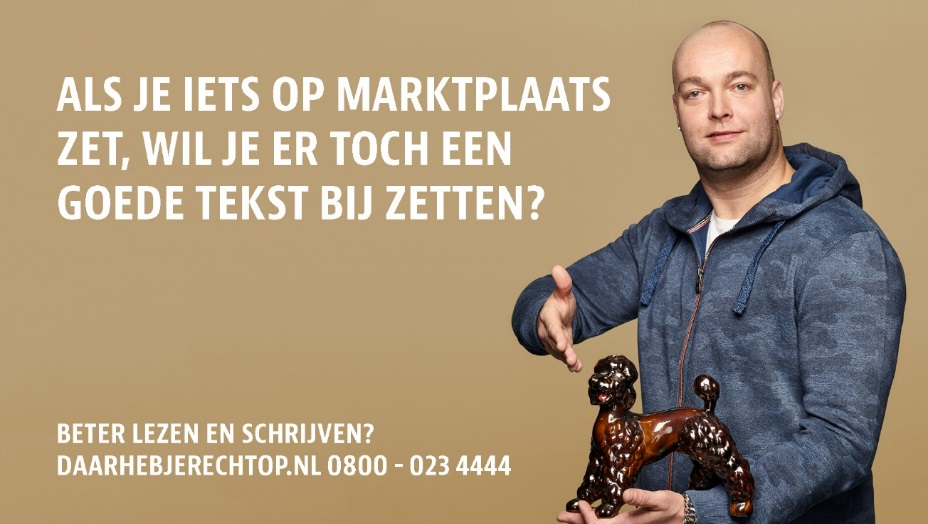 ALS JE IETS OP MARKTPLAATS
ZET, WIL JE ER TOCH EEN
GOEDE TEKST BIJ ZETTEN?
BETER LEZEN EN SCHRIJVEN?
DAARHEBJERECHTOP.NL 0800 - 023 4444